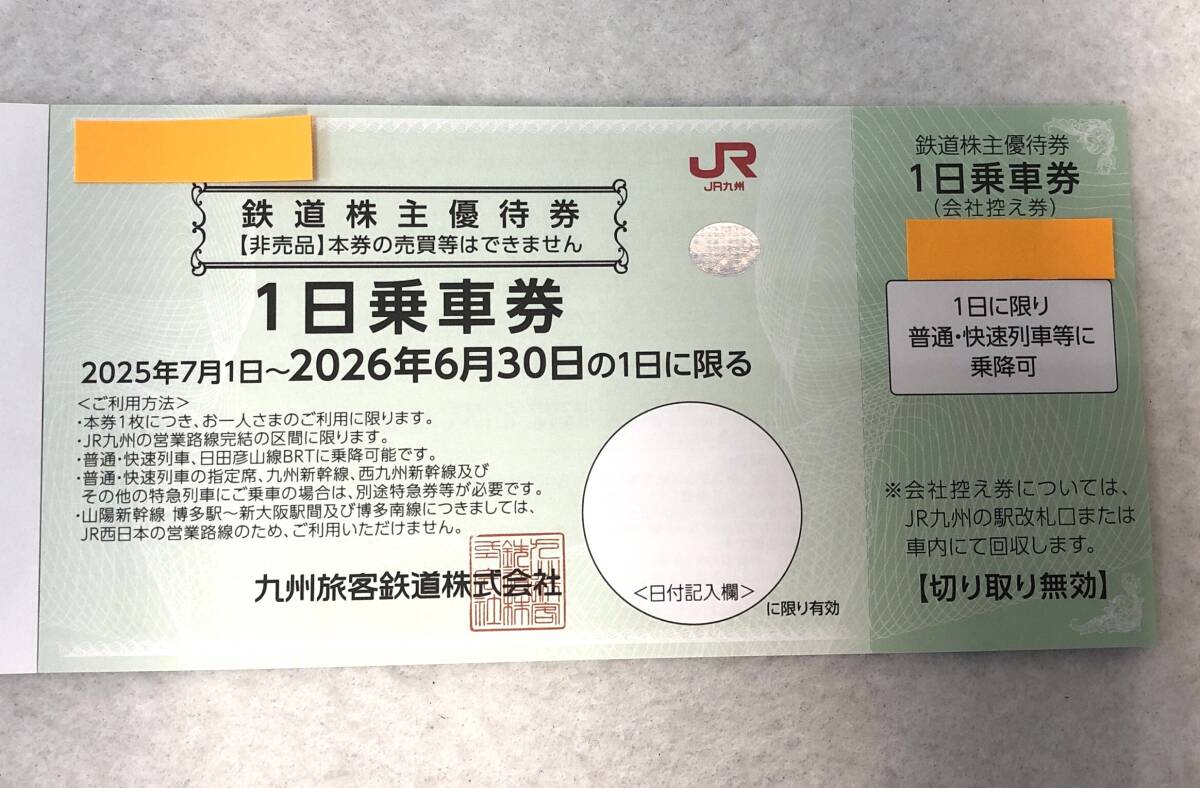 JR
JR九州
鉄道株主優待券
【非売品】本券の売買等はできません
1日乗車券
2025年7月1日～2026年6月30日の1日に限る
＜ご利用方法＞
・本券1枚につき、お一人さまのご利用に限ります。
・JR九州の営業路線完結の区間に限ります。
・普通・快速列車、日田彦山線BRTに乗降可能です。
・普通・快速列車の指定席、九州新幹線、西九州新幹線及び
その他の特急列車にご乗車の場合は、別途特急券等が必要です。
・山陽新幹線 博多駅～新大阪駅間及び博多南線につきましては、
JR西日本の営業路線のため、ご利用いただけません。
九州旅客鉄道株式会社
＜日付記入欄＞
に限り有効
鉄道株主優待券
1日乗車券
(会社控え券)
1日に限り
普通・快速列車等に
乗降可
※会社控え券については、
JR九州の駅改札口または
車内にて回収します。
【切り取り無効】